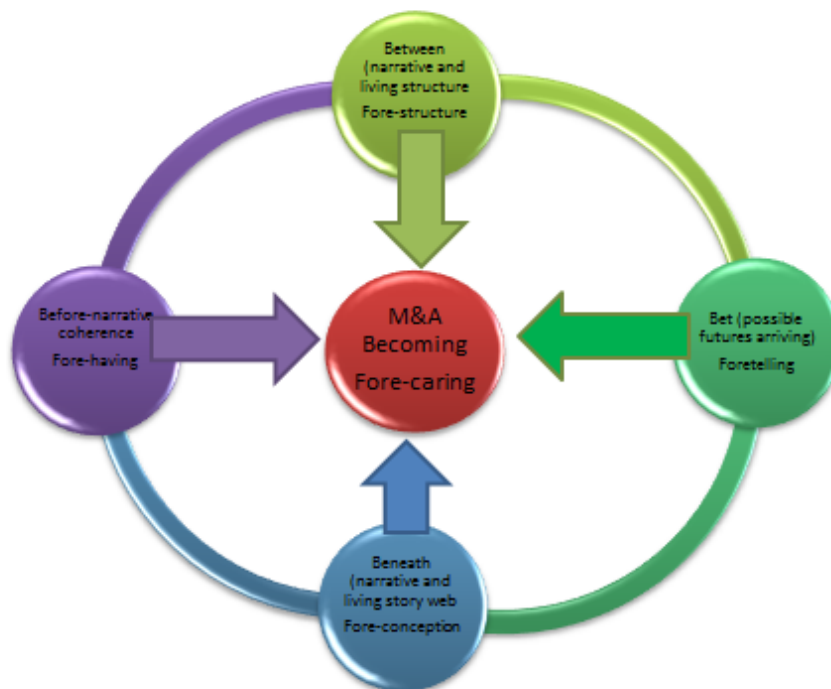 Between
(narrative and
living structure
Fore-structure
Before-narrative
coherence
Fore-having
M&A
Becoming
Fore-caring
Bet (possible
futures arriving)
Foretelling
Beneath
(narrative and
living story web
Fore-conception